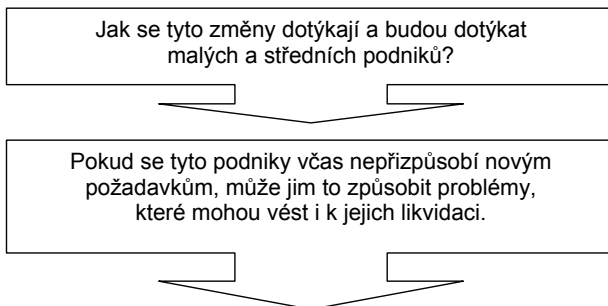 Jak se tyto změny dotýkají a budou dotýkat
malých a středních podniků?
Pokud se tyto podniky včas nepřizpůsobí novým
požadavkům, může jim to způsobit problémy,
které mohou vést i k jejich likvidaci.